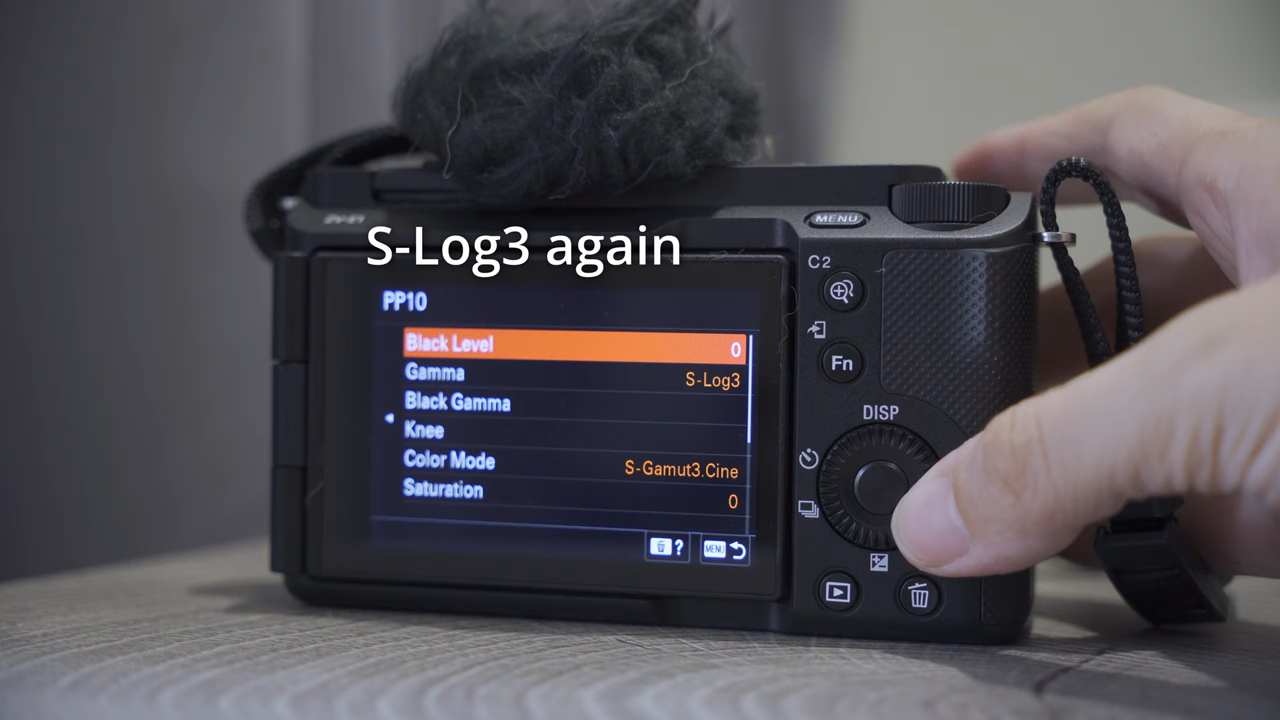 MENU
S-Log3 again
C2
PP10
Black Level 0
Gamma S-Log3
Fn
Black Gamma
DISP
Knee
Color Mode S-Gamut3.Cine
Saturation 0
? MENU